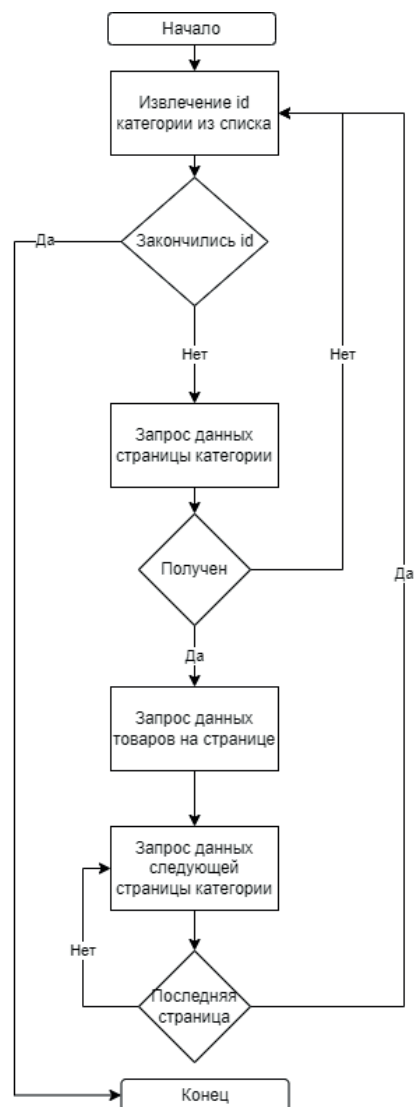 Начало
Извлечение id
категории из списка
Да
Закончились id
Нет
Нет
Запрос данных
страницы категории
Получен
Да
Да
Запрос данных
товаров на странице
Запрос данных
следующей
страницы категории
Нет
Последняя
страница
Конец